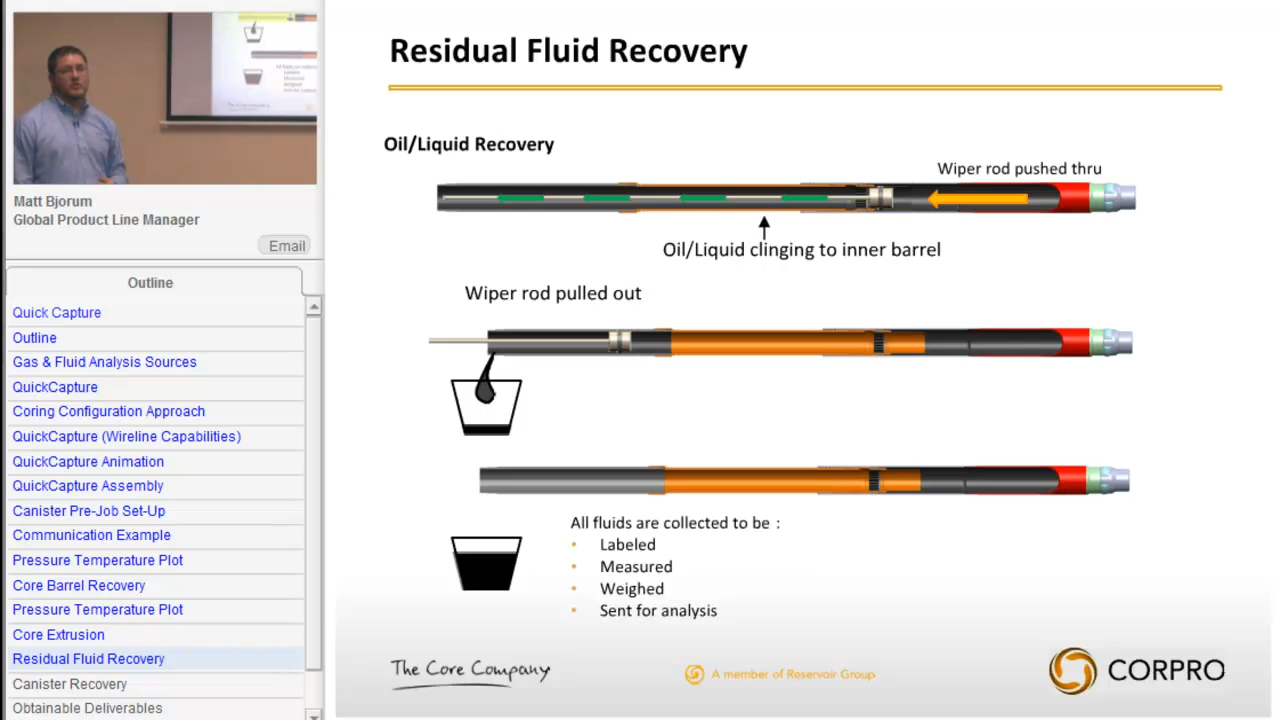 Matt Bjorum
Global Product Line Manager
Email
Outline
Quick Capture
Outline
Gas & Fluid Analysis Sources
QuickCapture
Coring Configuration Approach
QuickCapture (Wireline Capabilities)
QuickCapture Animation
QuickCapture Assembly
Canister Pre-Job Set-Up
Communication Example
Pressure Temperature Plot
Core Barrel Recovery
Pressure Temperature Plot
Core Extrusion
Residual Fluid Recovery
Canister Recovery
Obtainable Deliverables
Residual Fluid Recovery
Oil/Liquid Recovery
Wiper rod pushed thru
Oil/Liquid clinging to inner barrel
Wiper rod pulled out
All fluids are collected to be :
• Labeled
• Measured
• Weighed
• Sent for analysis
The Core Company
A member of Reservoir Group
CORPRO